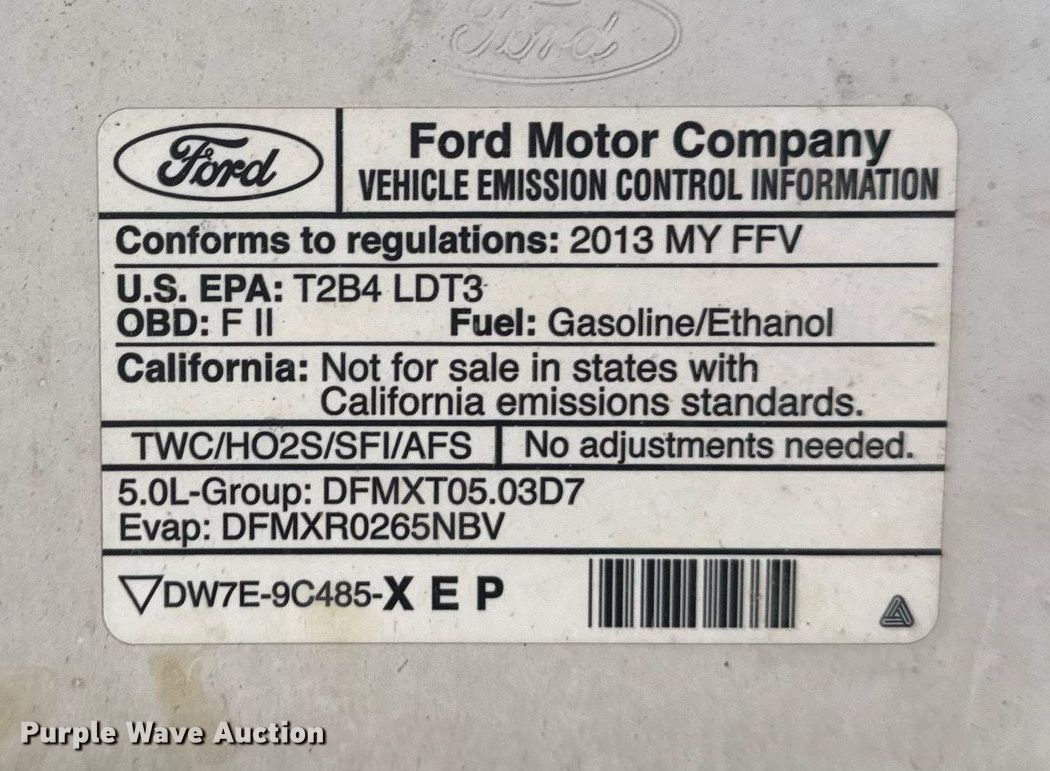 Ford
Ford
Ford Motor Company
VEHICLE EMISSION CONTROL INFORMATION
Conforms to regulations: 2013 MY FFV
U.S. EPA: T2B4 LDT3
OBD: F II Fuel: Gasoline/Ethanol
California: Not for sale in states with
California emissions standards.
TWC/HO2S/SFI/AFS No adjustments needed.
5.0L-Group: DFMXT05.03D7
Evap: DFMXR0265NBV
▽DW7E-9C485-X E P
Purple Wave Auction